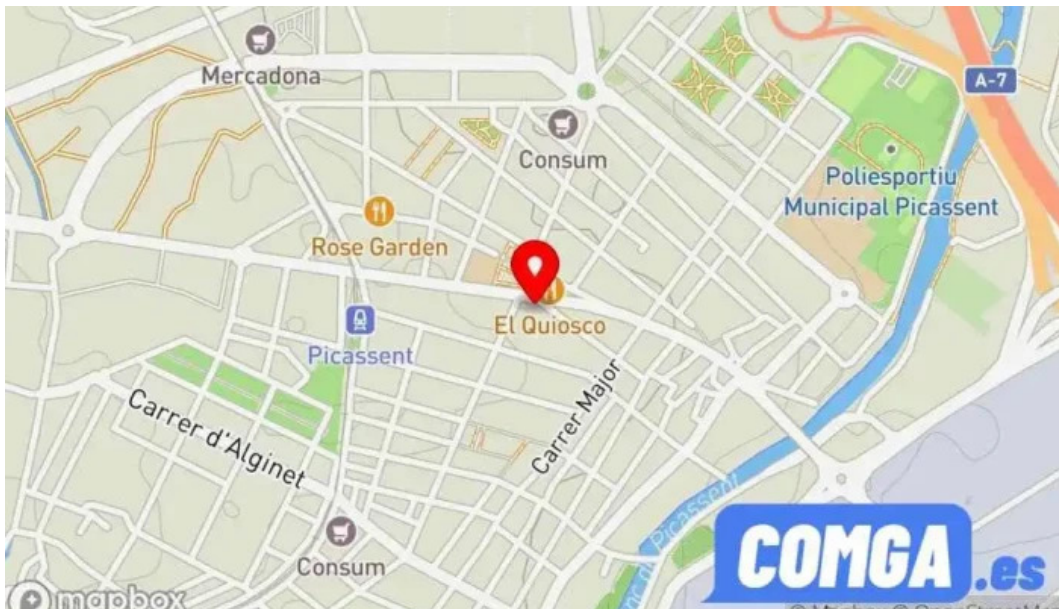 Mercadona
A-7
Consum
Poliesportiu
Municipal Picassent
Rose Garden
El Quiosco
Picassent
Carrer Major
Carrer d'Alginet
Picassent
Consum
COMGA.es
mapbox